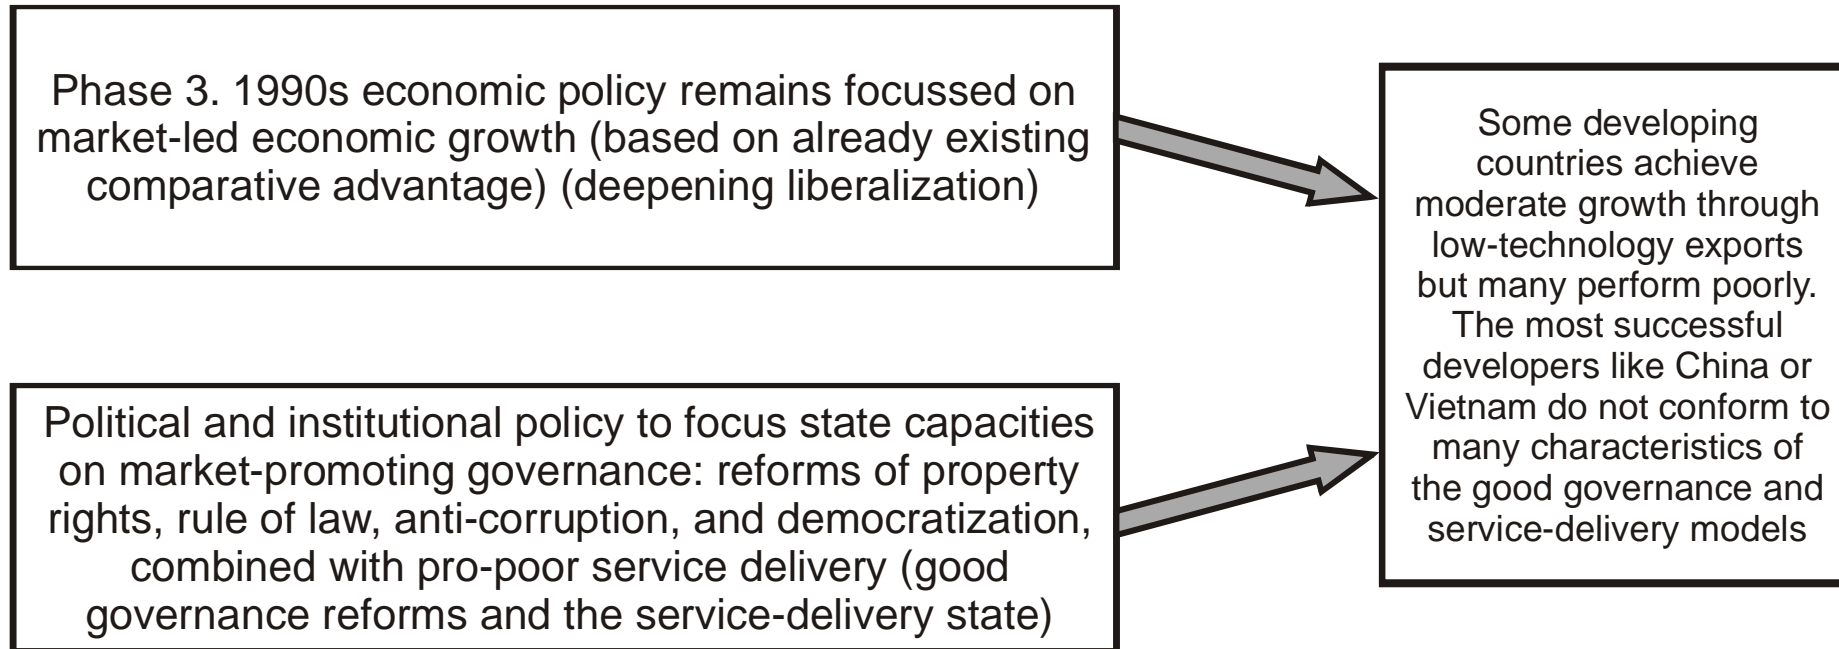 Phase 3. 1990s economic policy remains focussed on
market-led economic growth (based on already existing
comparative advantage) (deepening liberalization)
Political and institutional policy to focus state capacities
on market-promoting governance: reforms of property
rights, rule of law, anti-corruption, and democratization,
combined with pro-poor service delivery (good
governance reforms and the service-delivery state)
Some developing
countries achieve
moderate growth through
low-technology exports
but many perform poorly.
The most successful
developers like China or
Vietnam do not conform to
many characteristics of
the good governance and
service-delivery models